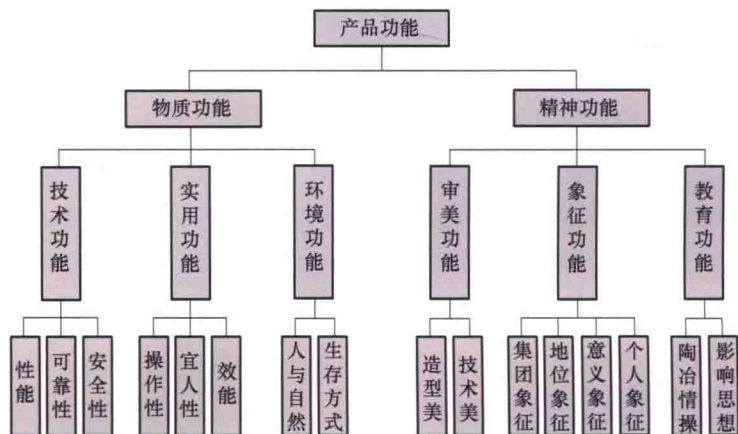 产品功能
物质功能
精神功能
技术功能
实用功能
环境功能
审美功能
象征功能
教育功能
性能
可靠性
安全性
操作性
宜人性
效能
人与自然
生存方式
造型美
技术美
集团象征
地位象征
意义象征
个人象征
陶冶情操
影响思想